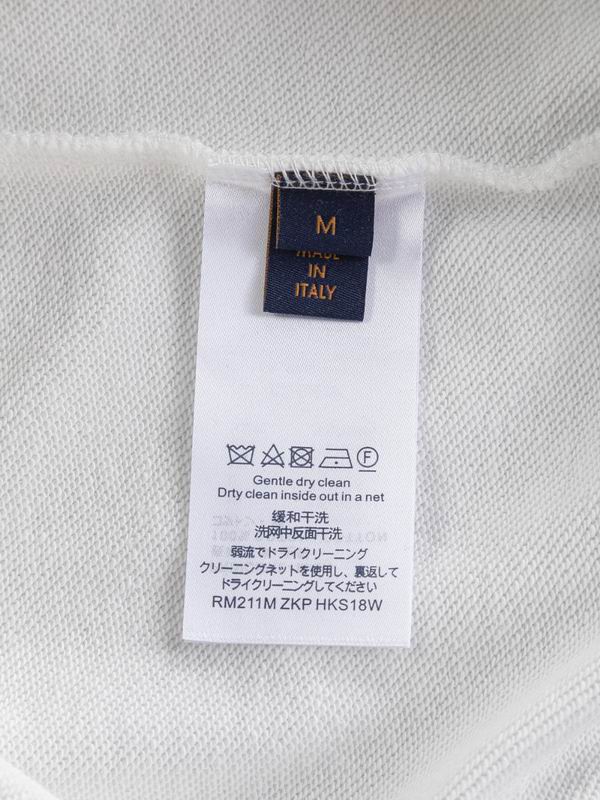 M
MADE
IN
ITALY
Gentle dry clean
Drty clean inside out in a net
缓和干洗
洗网中反面干洗
弱流でドライクリーニング
クリーニングネットを使用し、裏返して
ドライクリーニングしてください
RM211M ZKP HKS18W